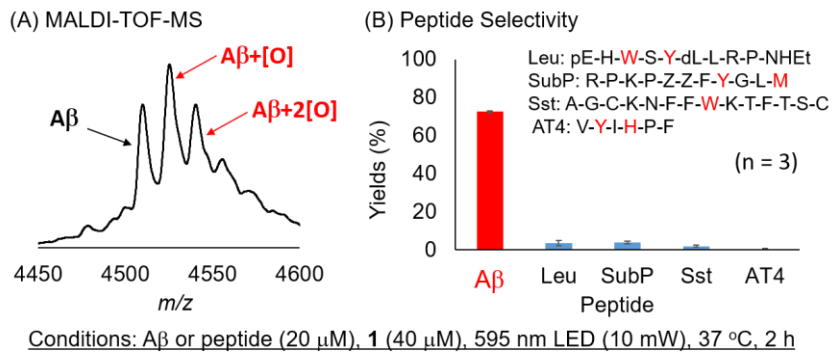 (A) MALDI-TOF-MS
Aβ
Aβ+[O]
Aβ+2[O]
4450 4500 4550 4600
m/z
(B) Peptide Selectivity
Leu: pE-H-W-S-Y-dL-L-R-P-NHEt
SubP: R-P-K-P-Z-Z-F-Y-G-L-M
Sst: A-G-C-K-N-F-F-W-K-T-F-T-S-C
AT4: V-Y-I-H-P-F
(n = 3)
Yields (%)
100
80
60
40
20
0
Aβ Leu SubP Sst AT4
Peptide
Conditions: Aβ or peptide (20 μM), 1 (40 μM), 595 nm LED (10 mW), 37 °C, 2 h